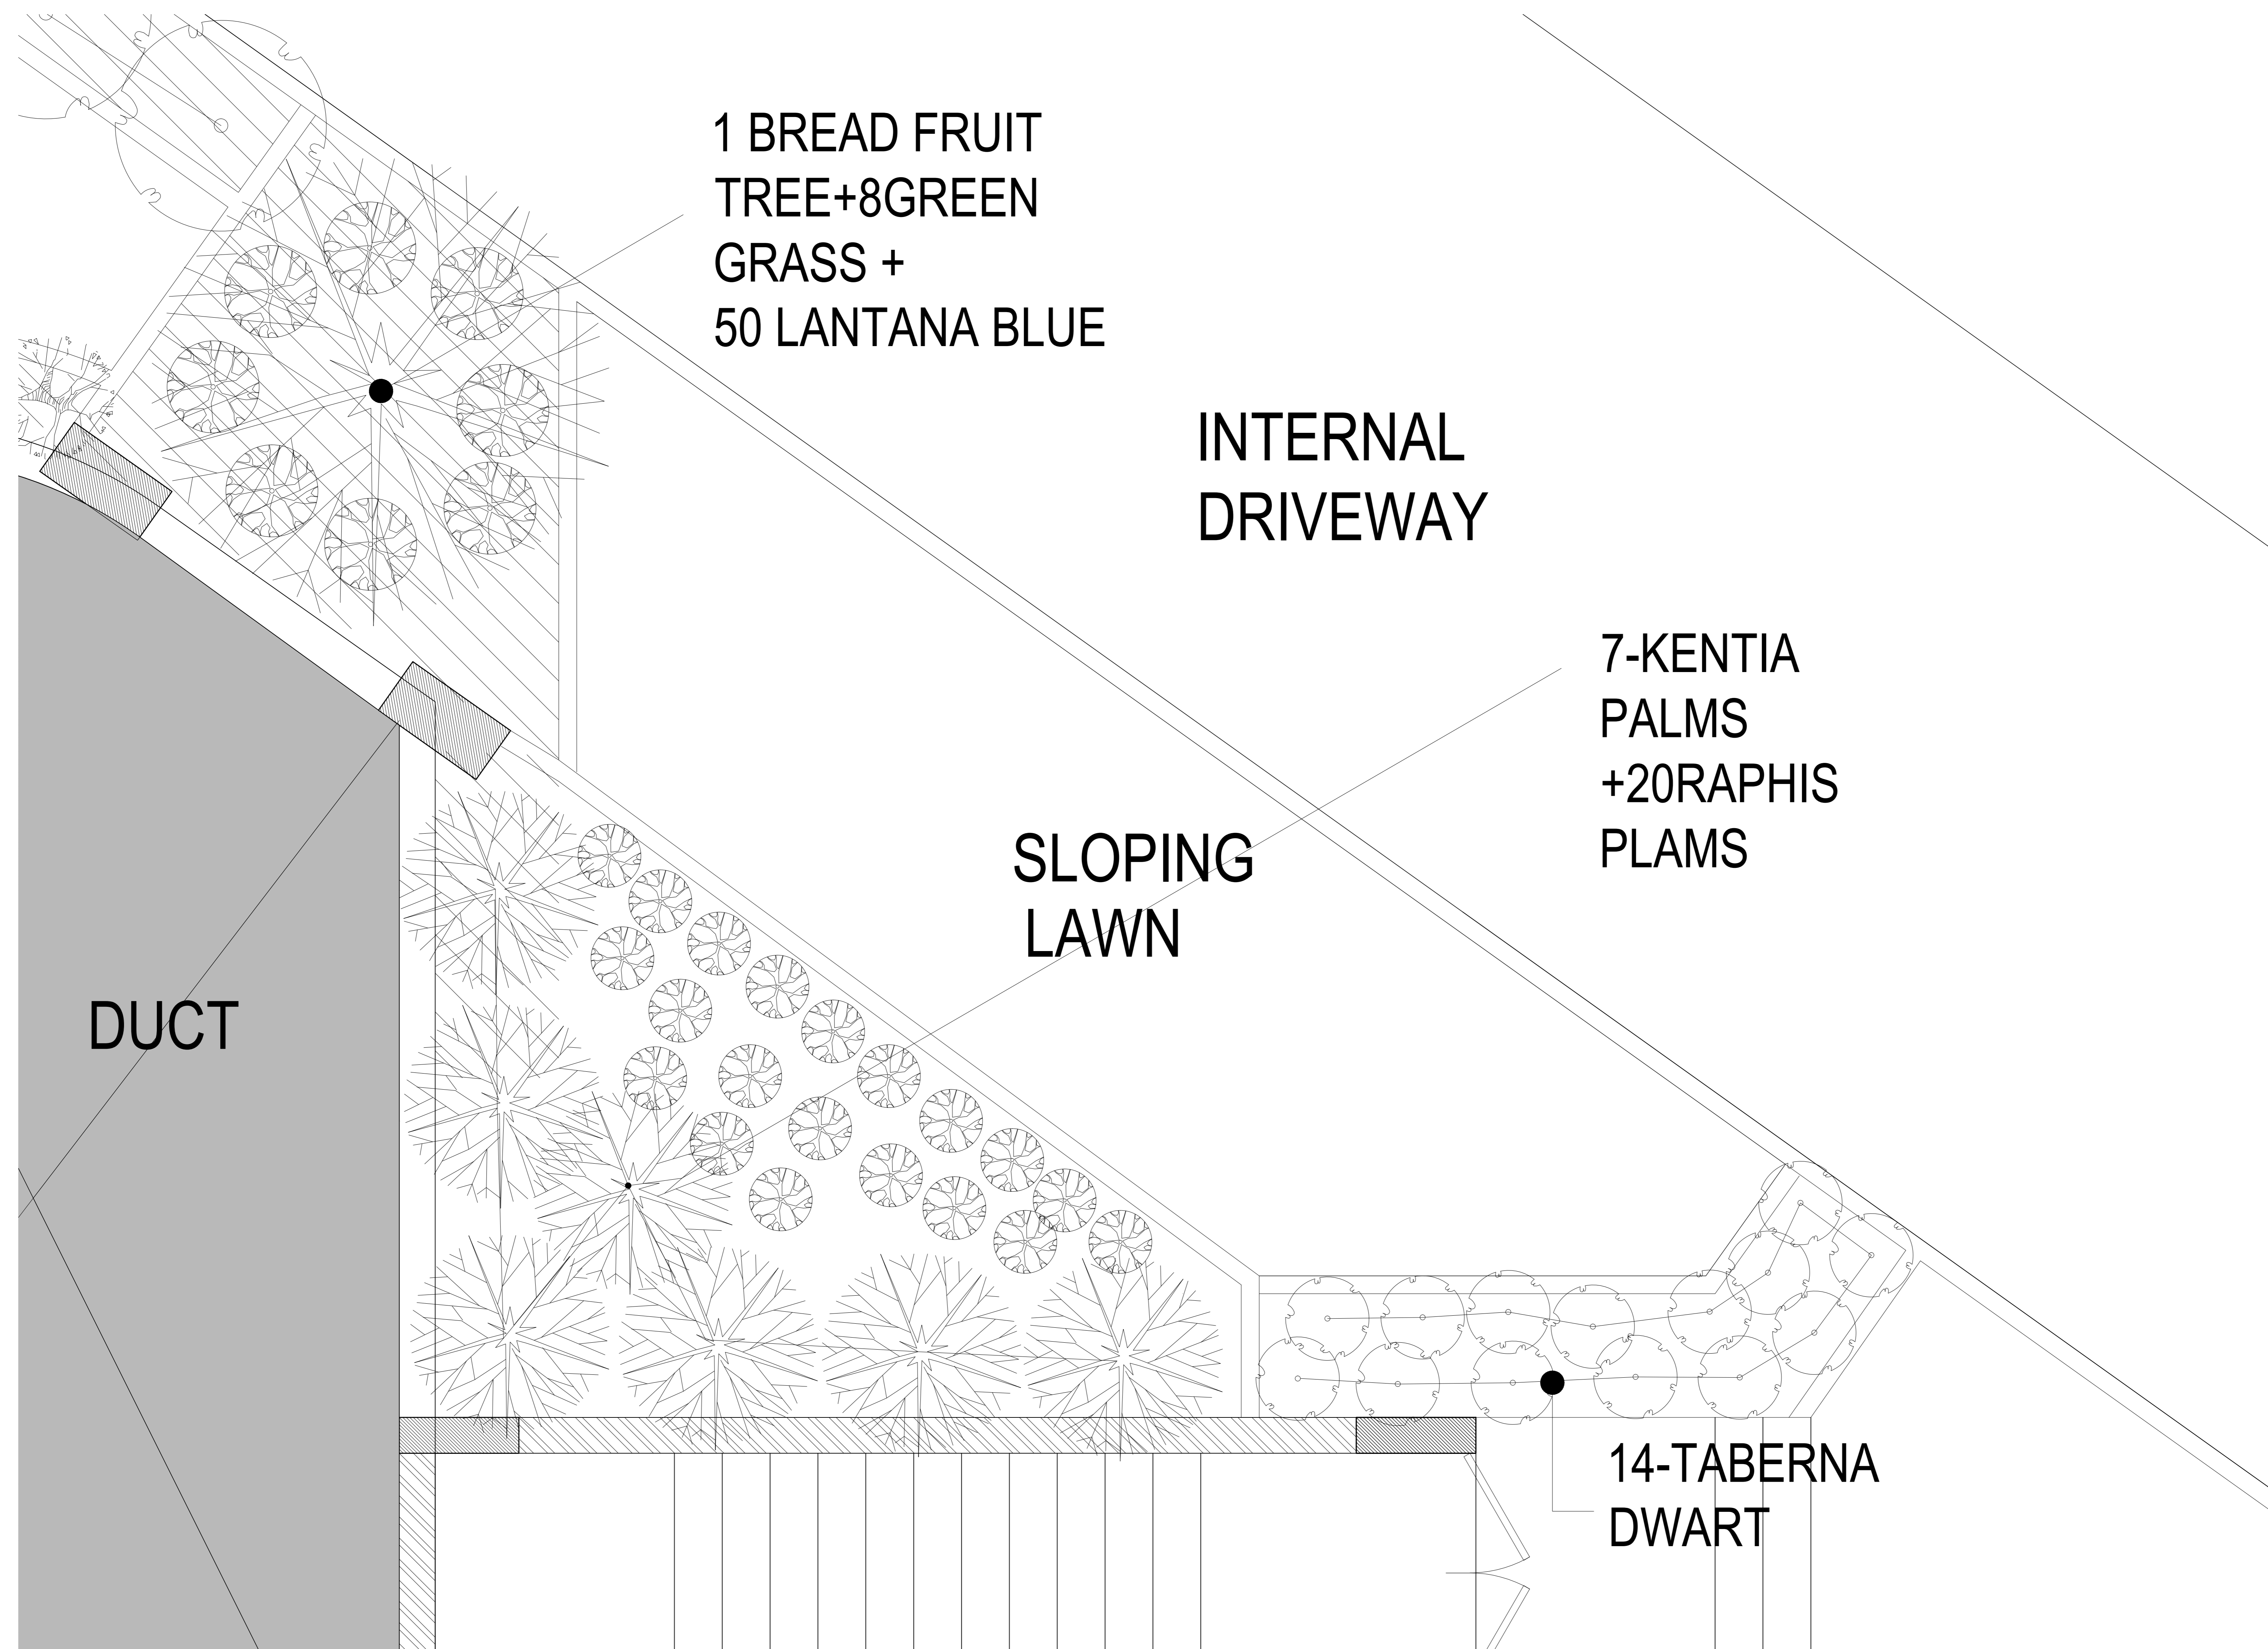 1 BREAD FRUIT
TREE+8GREEN
GRASS +
50 LANTANA BLUE
INTERNAL
DRIVEWAY
7-KENTIA
PALMS
+20RAPHIS
PLAMS
SLOPING
LAWN
DUCT
14-TABERNA
DWART